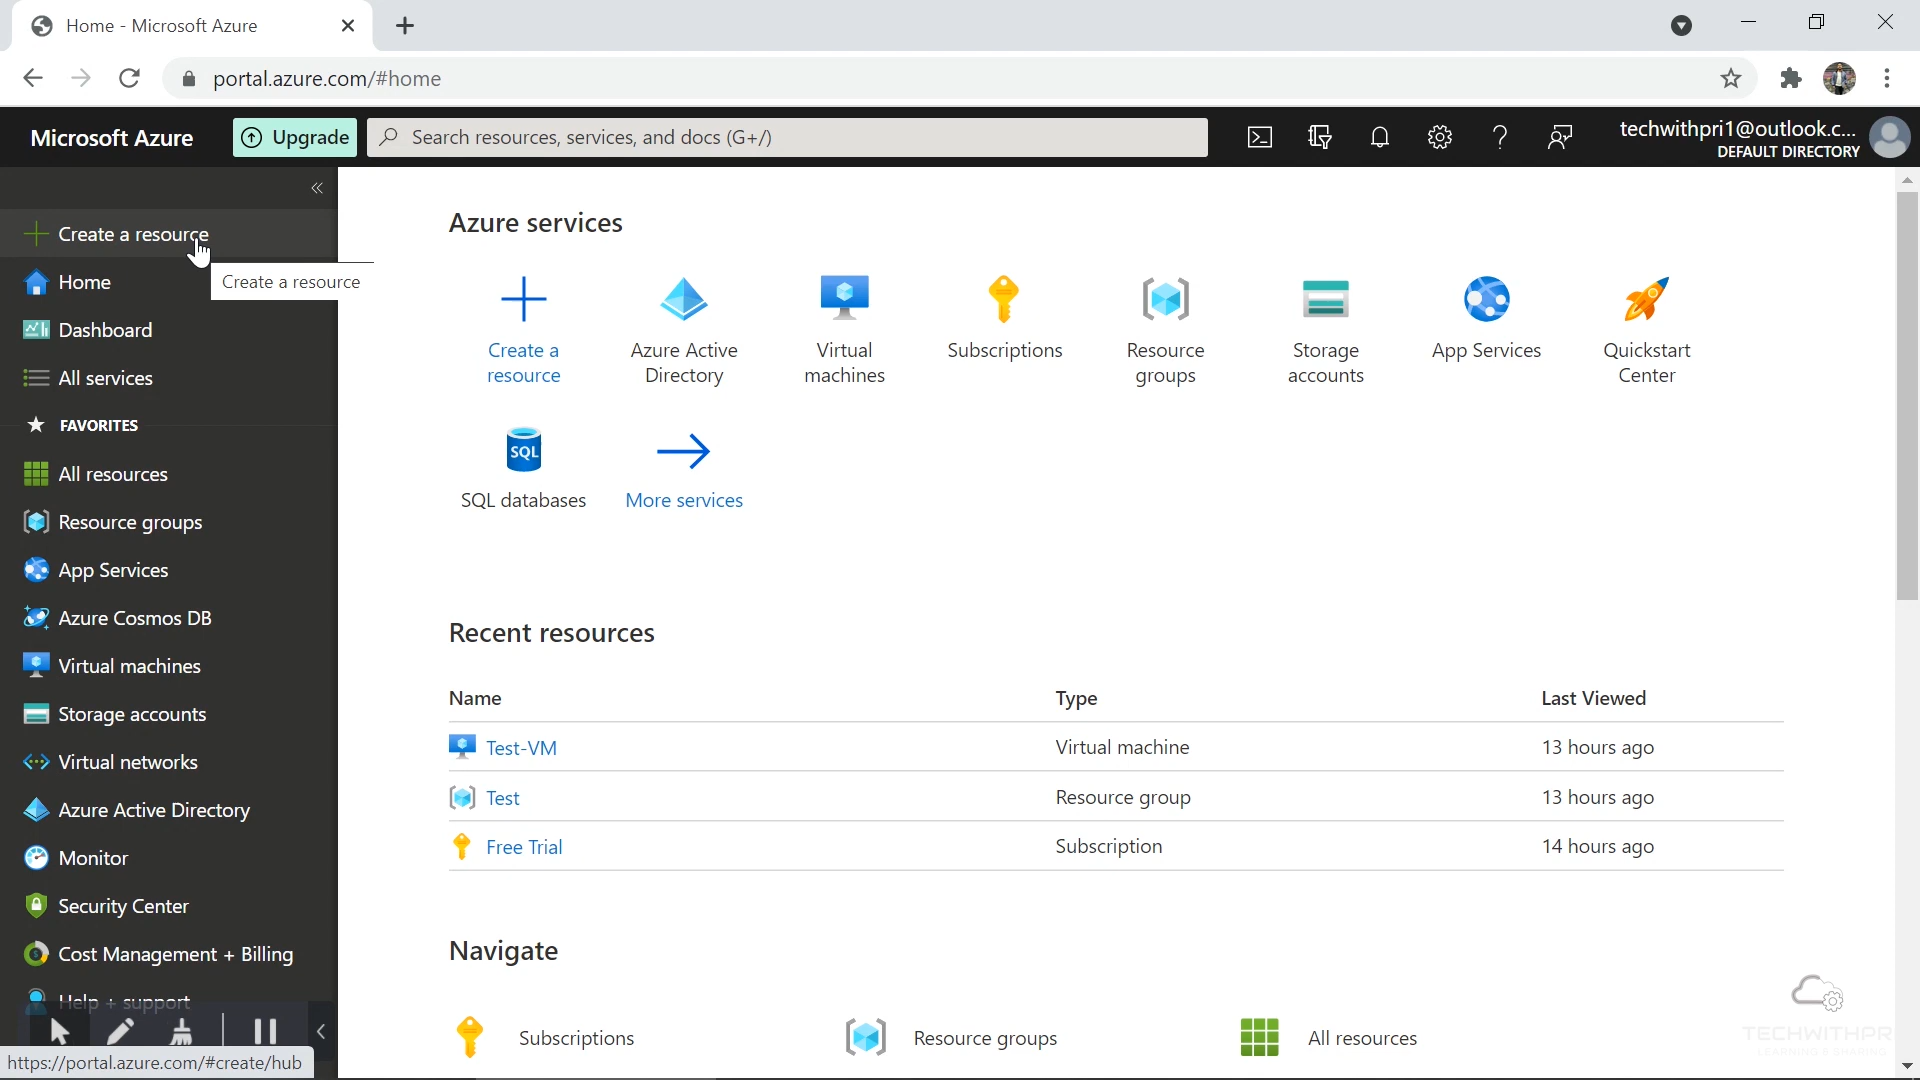 Home - Microsoft Azure
portal.azure.com/#home
Microsoft Azure
Upgrade
Search resources, services, and docs (G+/)
techwithpri1@outlook.c...
DEFAULT DIRECTORY
Create a resource
Create a resource
Home
Dashboard
All services
FAVORITES
All resources
Resource groups
App Services
Azure Cosmos DB
Virtual machines
Storage accounts
Virtual networks
Azure Active Directory
Monitor
Security Center
Cost Management + Billing
Help + support
https://portal.azure.com/#create/hub
Azure services
Create a
resource
Azure Active
Directory
Virtual
machines
Subscriptions
Resource
groups
Storage
accounts
App Services
Quickstart
Center
SQL
SQL databases
More services
Recent resources
Name Type Last Viewed
Test-VM Virtual machine 13 hours ago
Test Resource group 13 hours ago
Free Trial Subscription 14 hours ago
Navigate
Subscriptions
Resource groups
All resources
TECHWITHPR
LEARNING & SHARING